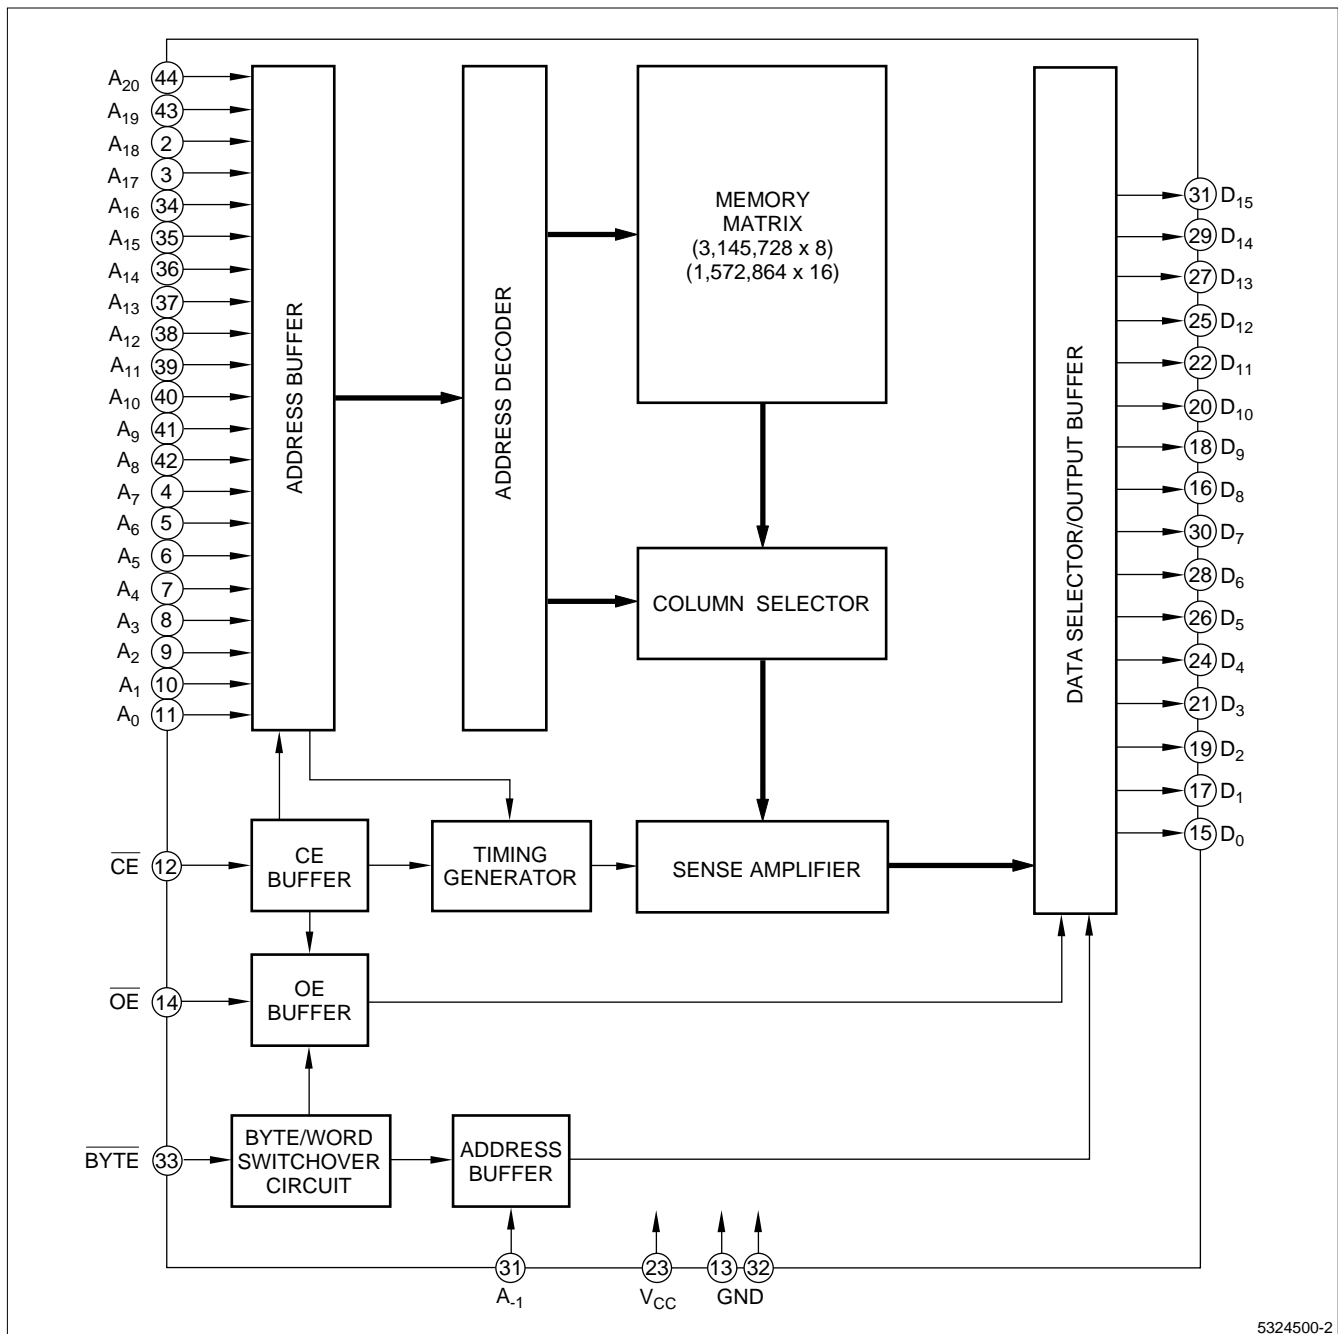 A20 44
A19 43
A18 2
A17 3
A16 34
A15 35
A14 36
A13 37
A12 38
A11 39
A10 40
A9 41
A8 42
A7 4
A6 5
A5 6
A4 7
A3 8
A2 9
A1 10
A0 11
CE 12
OE 14
BYTE 33
ADDRESS BUFFER
ADDRESS DECODER
MEMORY
MATRIX
(3,145,728 x 8)
(1,572,864 x 16)
COLUMN SELECTOR
CE
BUFFER
TIMING
GENERATOR
SENSE AMPLIFIER
OE
BUFFER
BYTE/WORD
SWITCHOVER
CIRCUIT
ADDRESS
BUFFER
DATA SELECTOR/OUTPUT BUFFER
31 D15
29 D14
27 D13
25 D12
22 D11
20 D10
18 D9
16 D8
30 D7
28 D6
26 D5
24 D4
21 D3
19 D2
17 D1
15 D0
31 23 13 32
A-1 VCC GND
5324500-2